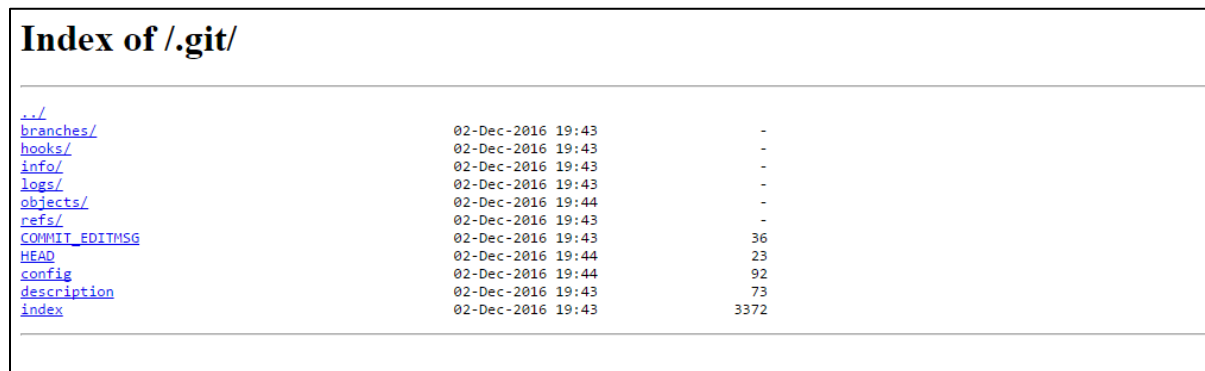 Index of /.git/
../
branches/ 02-Dec-2016 19:43 -
hooks/ 02-Dec-2016 19:43 -
info/ 02-Dec-2016 19:43 -
logs/ 02-Dec-2016 19:43 -
objects/ 02-Dec-2016 19:44 -
refs/ 02-Dec-2016 19:43 -
COMMIT_EDITMSG 02-Dec-2016 19:43 36
HEAD 02-Dec-2016 19:44 23
config 02-Dec-2016 19:44 92
description 02-Dec-2016 19:43 73
index 02-Dec-2016 19:43 3372